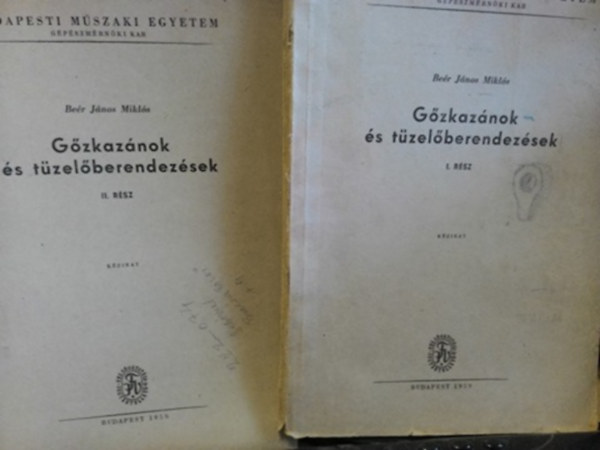 DAPESTI MŰSZAKI EGYETEM
GÉPÉSZMÉRNÖKI KAR
Beér János Miklós
Gőzkazánok
és tüzelőberendezések
II. RÉSZ
KÉZIRAT
BUDAPEST
GÉPÉSZMÉRNÖKI KAR
Beér János Miklós
Gőzkazánok
és tüzelőberendezések
I. RÉSZ
KÉZIRAT
BUDAPEST